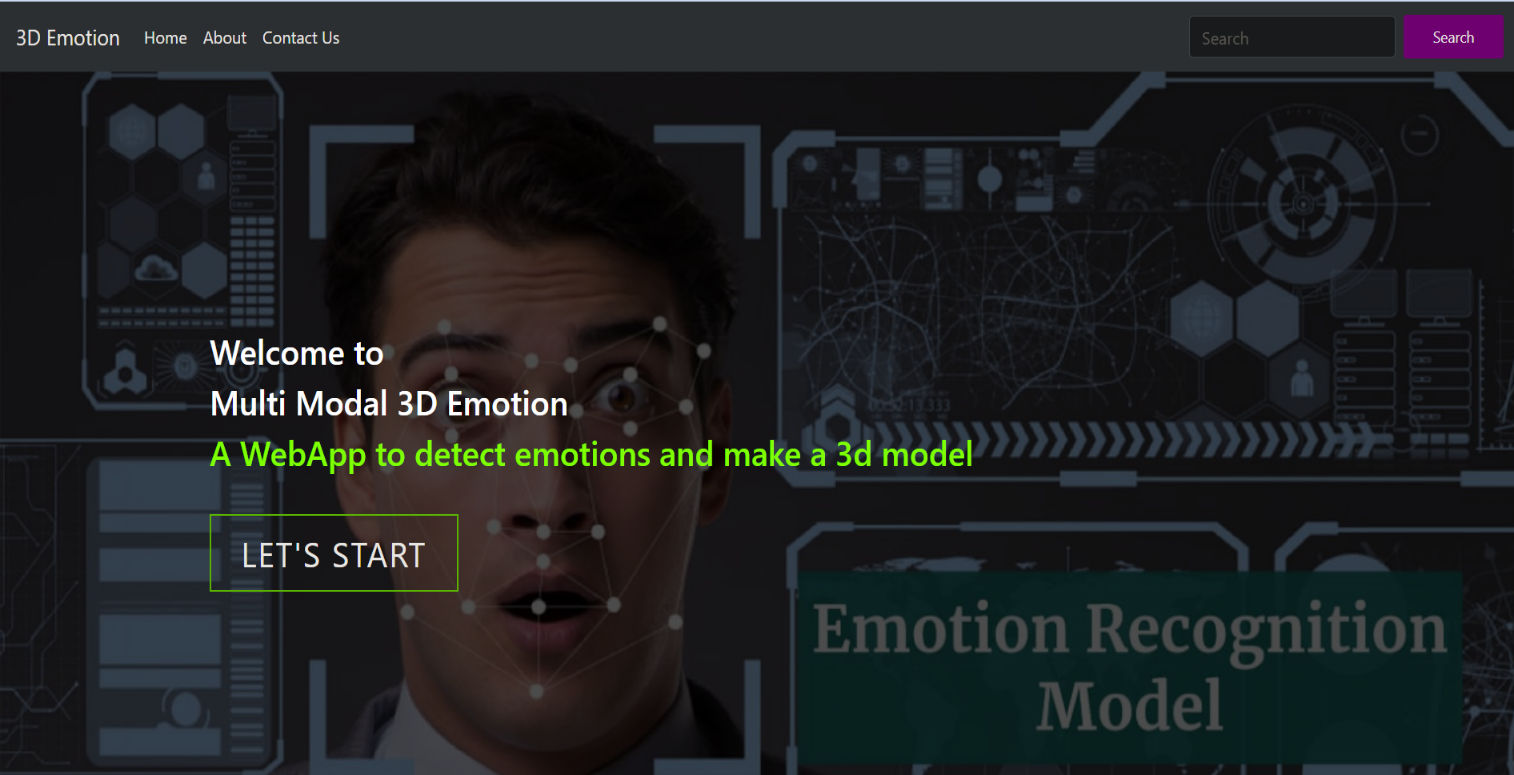 3D Emotion Home About Contact Us Search Search
Welcome to
Multi Modal 3D Emotion
A WebApp to detect emotions and make a 3d model
LET'S START
Emotion Recognition
Model